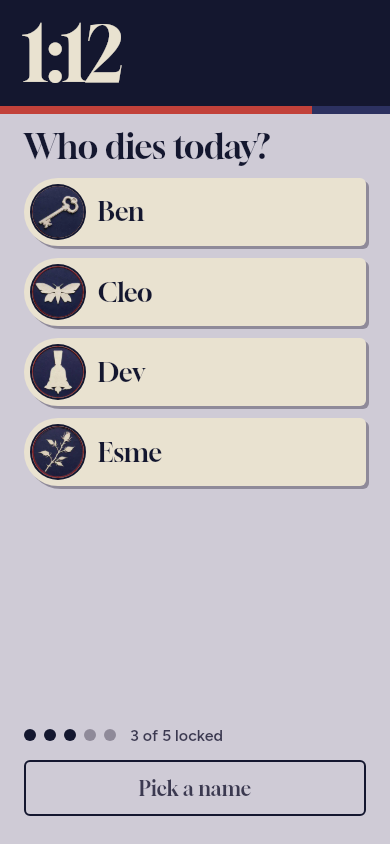 1:12
Who dies today?
Ben
Cleo
Dev
Esme
3 of 5 locked
Pick a name